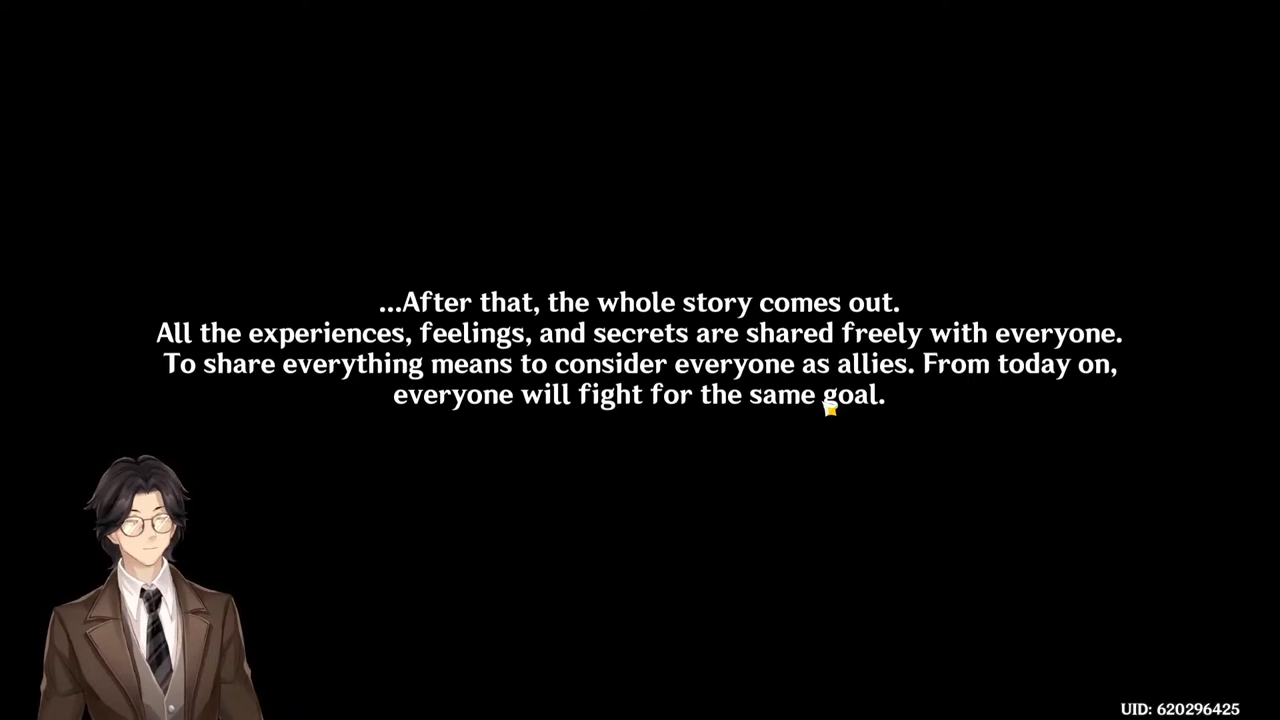 ...After that, the whole story comes out.
All the experiences, feelings, and secrets are shared freely with everyone.
To share everything means to consider everyone as allies. From today on,
everyone will fight for the same goal.
UID: 620296425